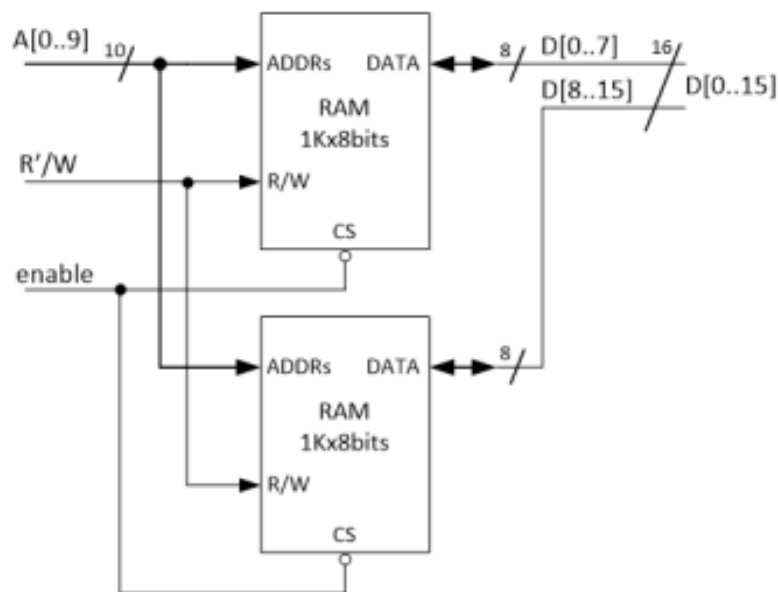 A[0..9]
10
ADDRs
DATA
8
D[0..7]
16
D[8..15]
D[0..15]
RAM
1Kx8bits
R'/W
R/W
CS
enable
ADDRs
DATA
8
RAM
1Kx8bits
R/W
CS